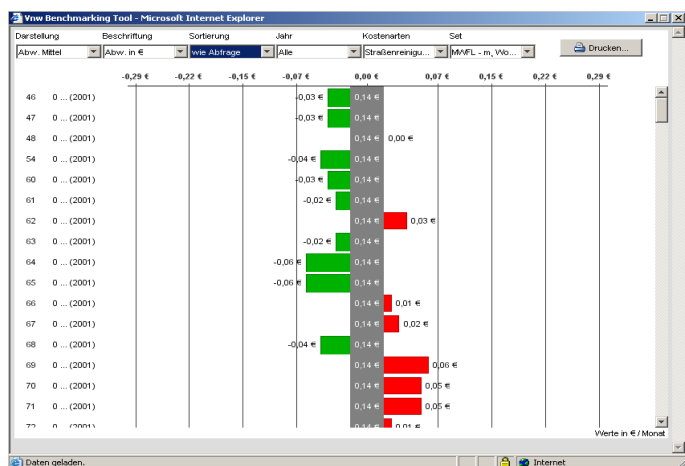 Vnw Benchmarking Tool - Microsoft Internet Explorer
Darstellung Beschriftung Sortierung Jahr Kostenarten Set
Abw. Mittel Abw. in € wie Abfrage Alle Straßenreinigu... MWFL - m, Wo... Drucken...
-0,29 € -0,22 € -0,15 € -0,07 € 0,00 € 0,07 € 0,15 € 0,22 € 0,29 €
46 0 ... (2001) -0,03 € 0,14 €
47 0 ... (2001) -0,03 € 0,14 €
48 0 ... (2001) 0,14 € 0,00 €
54 0 ... (2001) -0,04 € 0,14 €
60 0 ... (2001) -0,03 € 0,14 €
61 0 ... (2001) -0,02 € 0,14 €
62 0 ... (2001) 0,14 € 0,03 €
63 0 ... (2001) -0,02 € 0,14 €
64 0 ... (2001) -0,06 € 0,14 €
65 0 ... (2001) -0,06 € 0,14 €
66 0 ... (2001) 0,14 € 0,01 €
67 0 ... (2001) 0,14 € 0,02 €
68 0 ... (2001) -0,04 € 0,14 €
69 0 ... (2001) 0,14 € 0,06 €
70 0 ... (2001) 0,14 € 0,05 €
71 0 ... (2001) 0,14 € 0,05 €
72 0 ... (2001) 0,14 € 0,01 €
Werte in € / Monat
Daten geladen. Internet